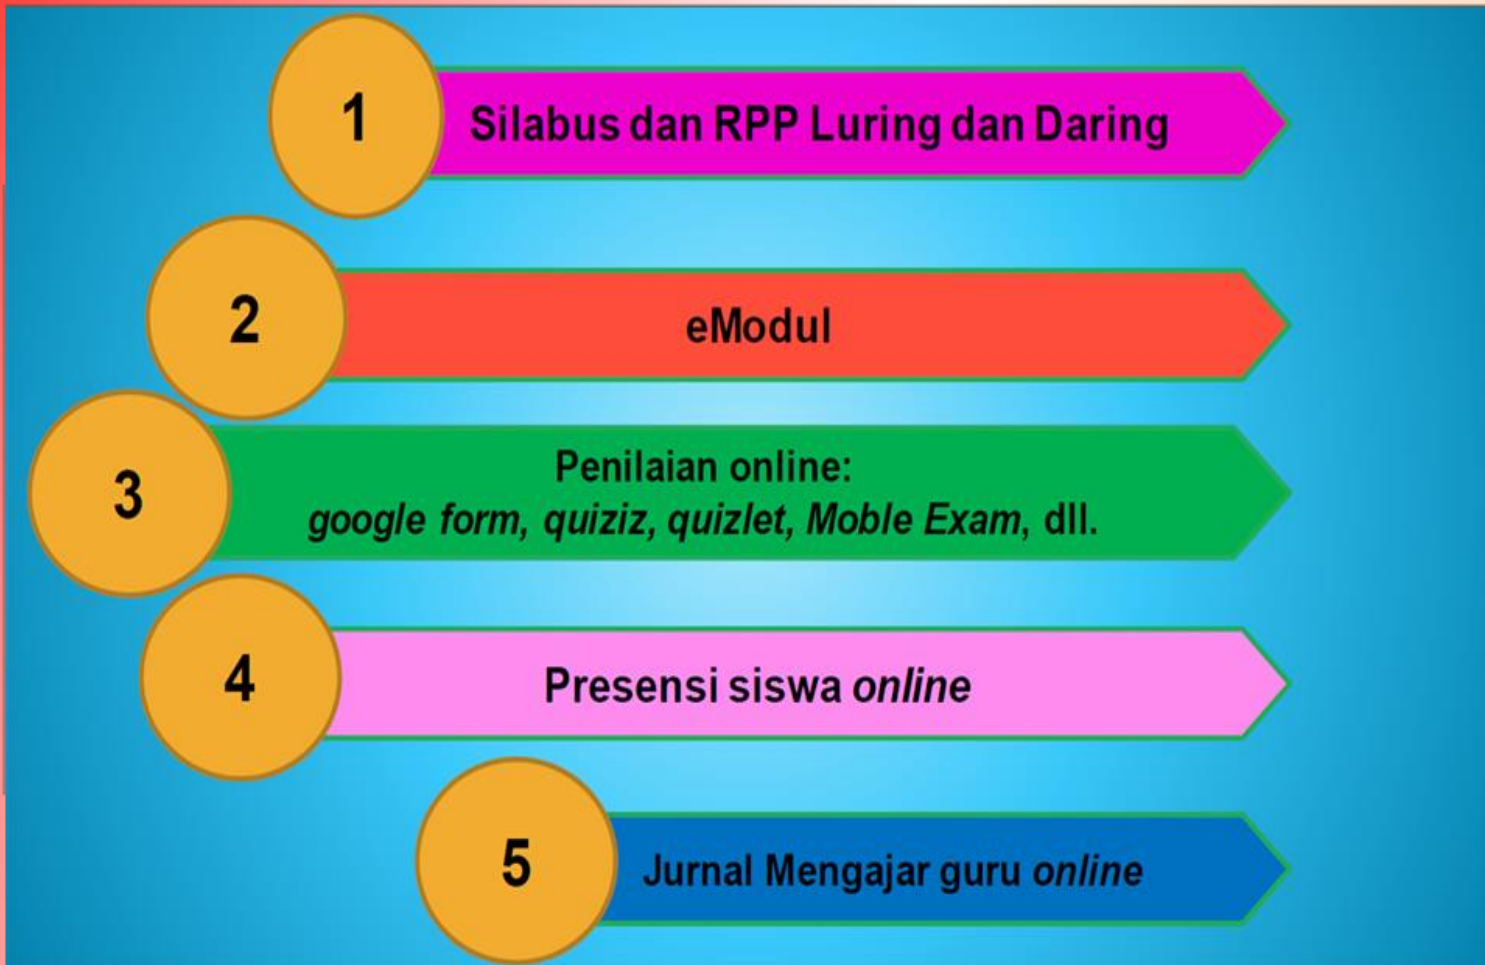 1
Silabus dan RPP Luring dan Daring
2
eModul
3
Penilaian online:
google form, quiziz, quizlet, Moble Exam, dll.
4
Presensi siswa online
5
Jurnal Mengajar guru online